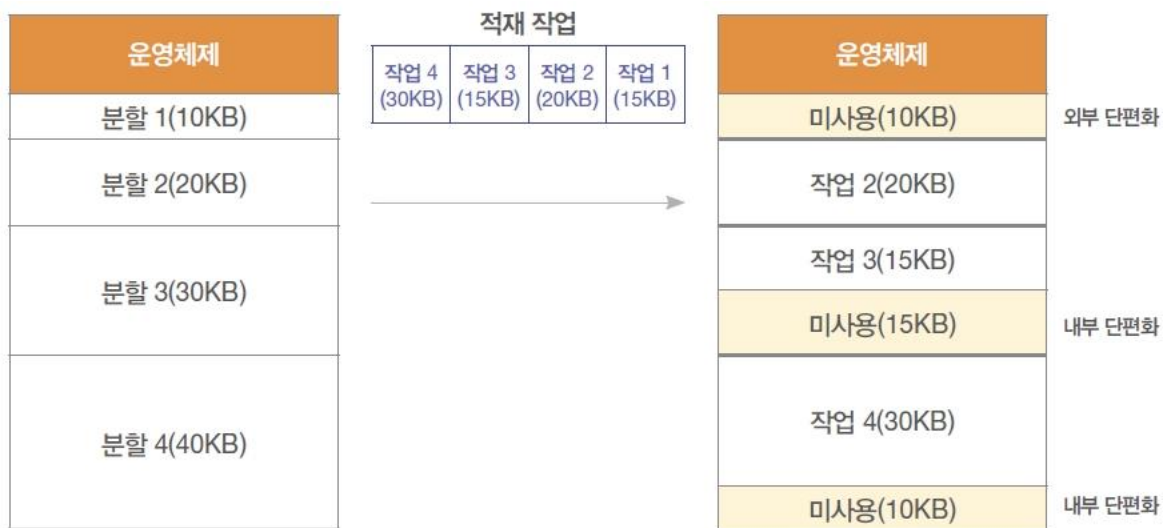 운영체제
분할 1(10KB)
분할 2(20KB)
분할 3(30KB)
분할 4(40KB)
적재 작업
작업 4 작업 3 작업 2 작업 1
(30KB) (15KB) (20KB) (15KB)
운영체제
미사용(10KB) 외부 단편화
작업 2(20KB)
작업 3(15KB)
미사용(15KB) 내부 단편화
작업 4(30KB)
미사용(10KB) 내부 단편화